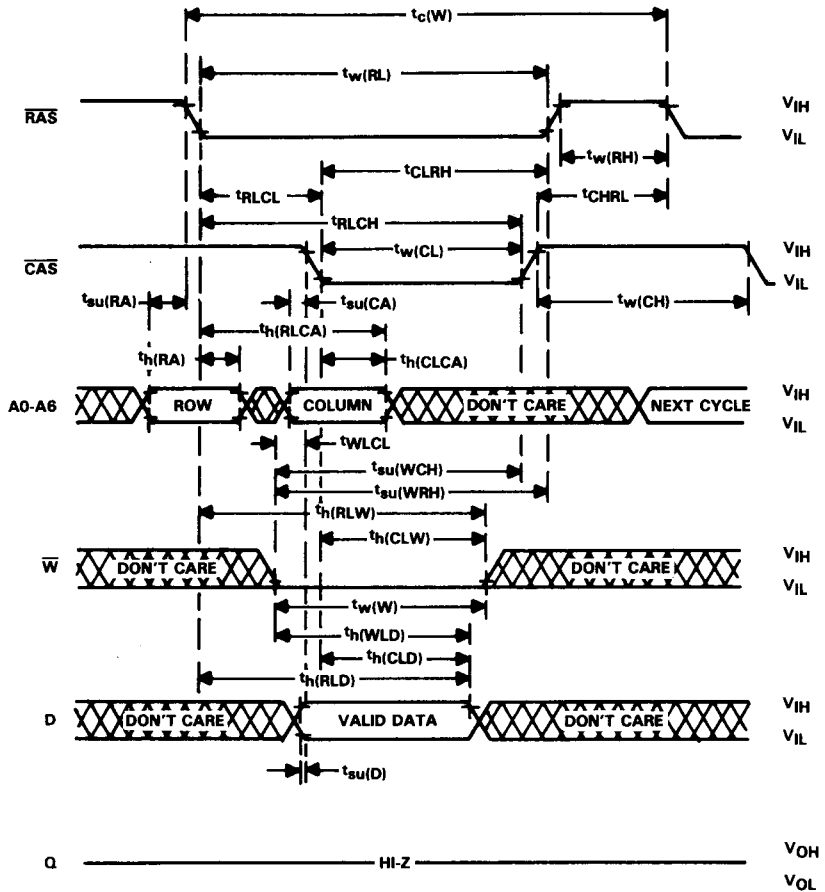 tc(W)
tw(RL)
RAS
VIH
VIL
tw(RH)
tCLRH
tRLCL
tCHRL
tRLCH
CAS
tw(CL)
VIH
VIL
tsu(RA)
tsu(CA)
tw(CH)
th(RLCA)
th(RA)
th(CLCA)
A0-A6
ROW
COLUMN
DON'T CARE
NEXT CYCLE
VIH
VIL
tWLCL
tsu(WCH)
tsu(WRH)
th(RLW)
th(CLW)
W
DON'T CARE
DON'T CARE
VIH
VIL
tw(W)
th(WLD)
th(CLD)
th(RLD)
D
DON'T CARE
VALID DATA
DON'T CARE
VIH
VIL
tsu(D)
Q
HI-Z
VOH
VOL